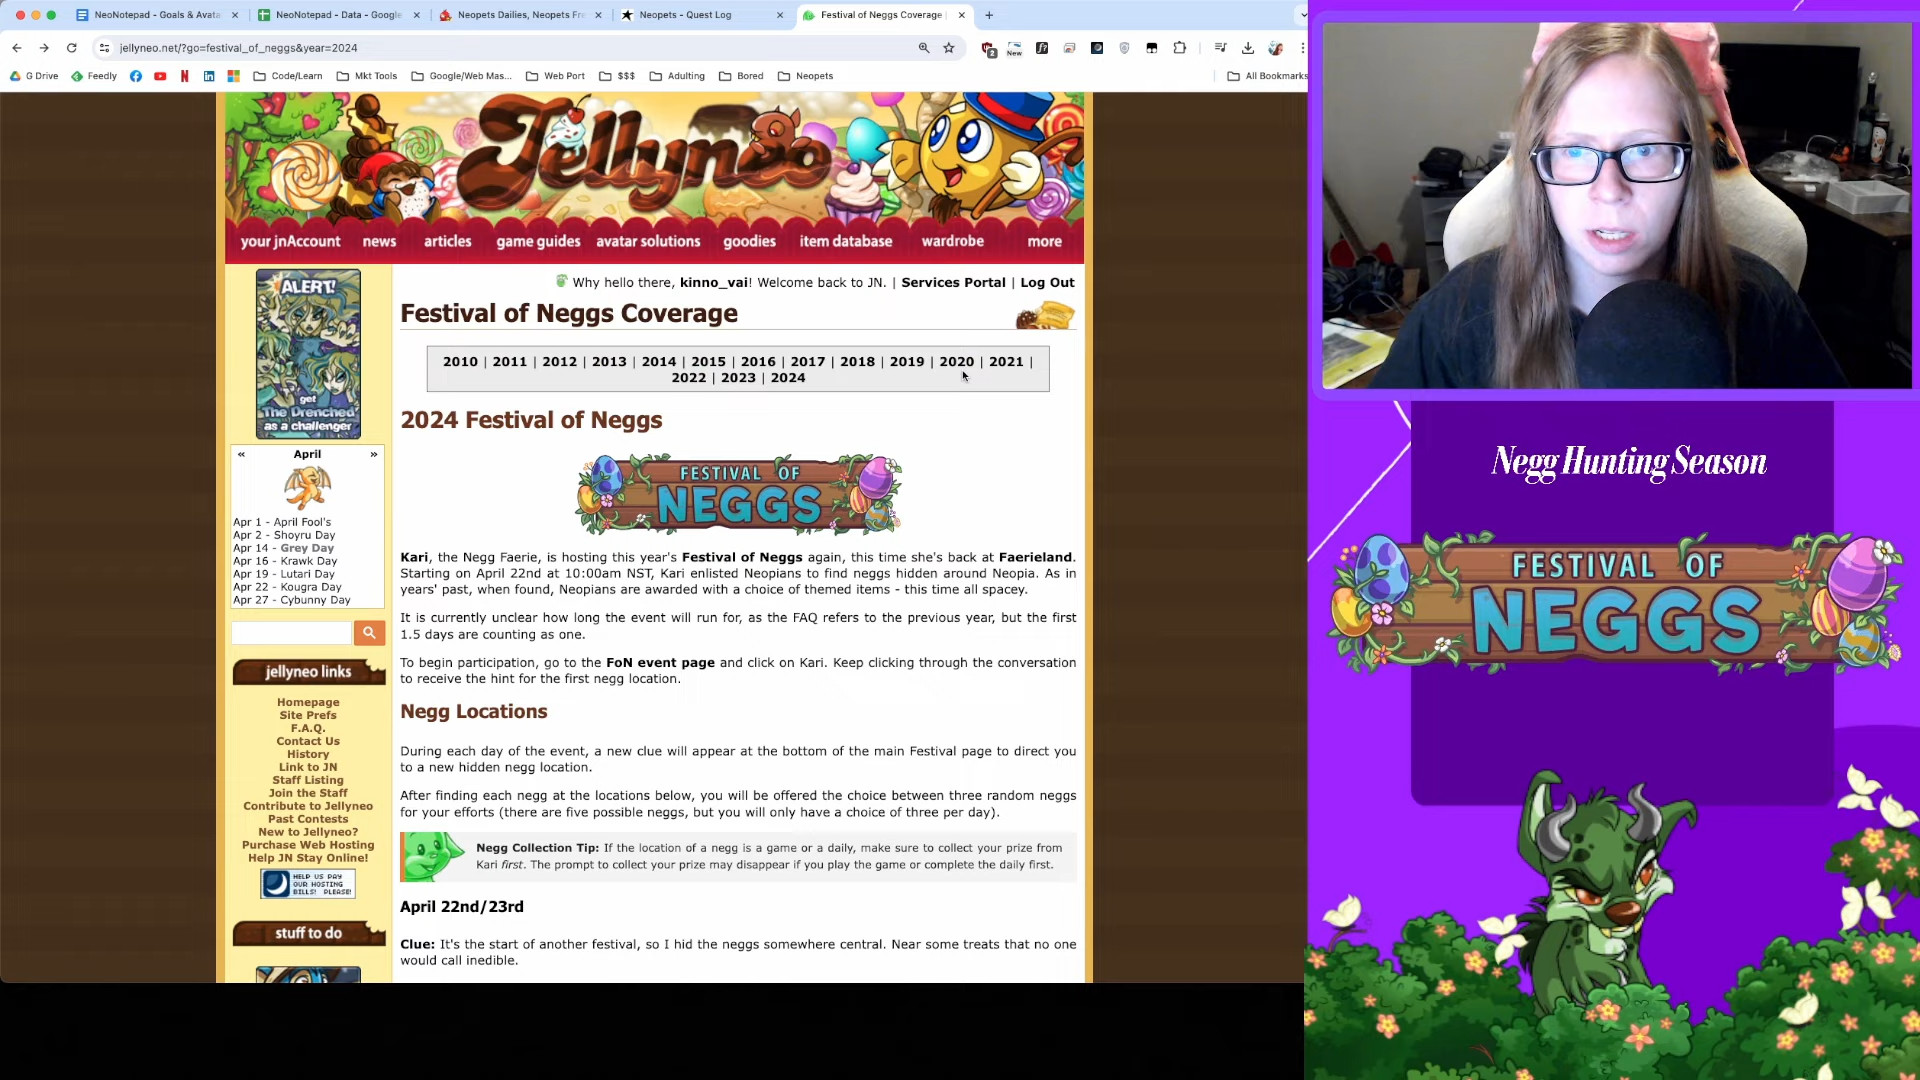 NeoNotepad - Goals & Avata
NeoNotepad - Data - Google
Neopets Dailies, Neopets Fre
Neopets - Quest Log
Festival of Neggs Coverage
jellyneo.net/?go=festival_of_neggs&year=2024
2
New
G Drive
Feedly
Code/Learn
Mkt Tools
Google/Web Mas...
Web Port
$$$
Adulting
Bored
Neopets
All Bookmarks
Jellyneo
your jnAccount
news
articles
game guides
avatar solutions
goodies
item database
wardrobe
more
ALERT!
get
The Drenched
as a challenger
Why hello there, kinno_vai! Welcome back to JN. | Services Portal | Log Out
Festival of Neggs Coverage
2010 | 2011 | 2012 | 2013 | 2014 | 2015 | 2016 | 2017 | 2018 | 2019 | 2020 | 2021 |
2022 | 2023 | 2024
2024 Festival of Neggs
FESTIVAL OF
NEGGS
Kari, the Negg Faerie, is hosting this year's Festival of Neggs again, this time she's back at Faerieland.
Starting on April 22nd at 10:00am NST, Kari enlisted Neopians to find neggs hidden around Neopia. As in
years' past, when found, Neopians are awarded with a choice of themed items - this time all spacey.
It is currently unclear how long the event will run for, as the FAQ refers to the previous year, but the first
1.5 days are counting as one.
To begin participation, go to the FoN event page and click on Kari. Keep clicking through the conversation
to receive the hint for the first negg location.
Negg Locations
During each day of the event, a new clue will appear at the bottom of the main Festival page to direct you
to a new hidden negg location.
After finding each negg at the locations below, you will be offered the choice between three random neggs
for your efforts (there are five possible neggs, but you will only have a choice of three per day).
Negg Collection Tip: If the location of a negg is a game or a daily, make sure to collect your prize from
Kari first. The prompt to collect your prize may disappear if you play the game or complete the daily first.
April 22nd/23rd
Clue: It's the start of another festival, so I hid the neggs somewhere central. Near some treats that no one
would call inedible.
« April »
Apr 1 - April Fool's
Apr 2 - Shoyru Day
Apr 14 - Grey Day
Apr 16 - Krawk Day
Apr 19 - Lutari Day
Apr 22 - Kougra Day
Apr 27 - Cybunny Day
jellyneo links
Homepage
Site Prefs
F.A.Q.
Contact Us
History
Link to JN
Staff Listing
Join the Staff
Contribute to Jellyneo
Past Contests
New to Jellyneo?
Purchase Web Hosting
Help JN Stay Online!
HELP US PAY
OUR HOSTING
BILLS! PLEASE!
stuff to do
Negg Hunting Season
FESTIVAL OF
NEGGS